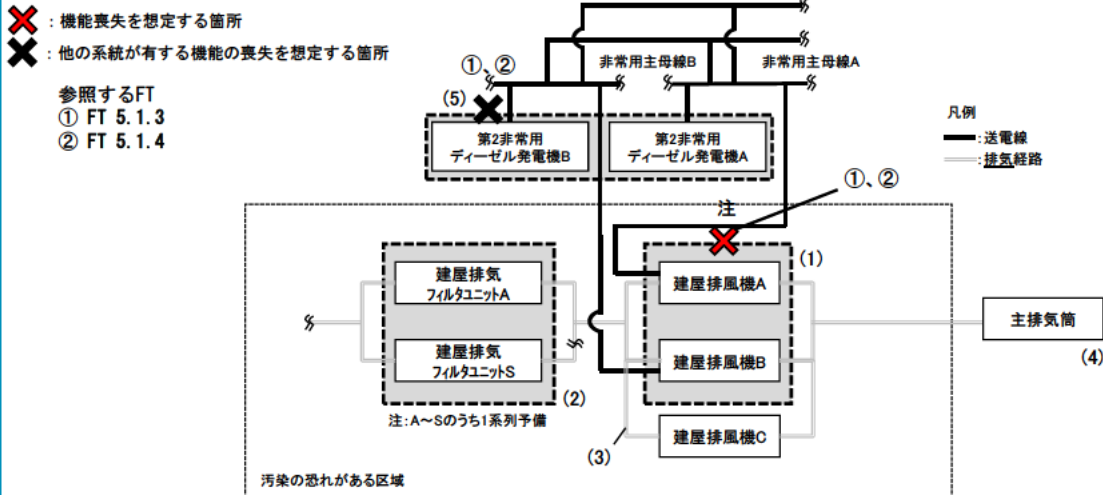 ：機能喪失を想定する箇所
：他の系統が有する機能の喪失を想定する箇所
参照するFT
① FT 5.1.3
② FT 5.1.4
①、②
非常用主母線B
非常用主母線A
(5)
第2非常用
ディーゼル発電機B
第2非常用
ディーゼル発電機A
凡例
：送電線
：排気経路
①、②
注
(1)
建屋排気
フィルタユニットA
建屋排風機A
主排気筒
(4)
建屋排気
フィルタユニットS
建屋排風機B
(2)
注：A～Sのうち1系列予備
建屋排風機C
(3)
汚染の恐れがある区域